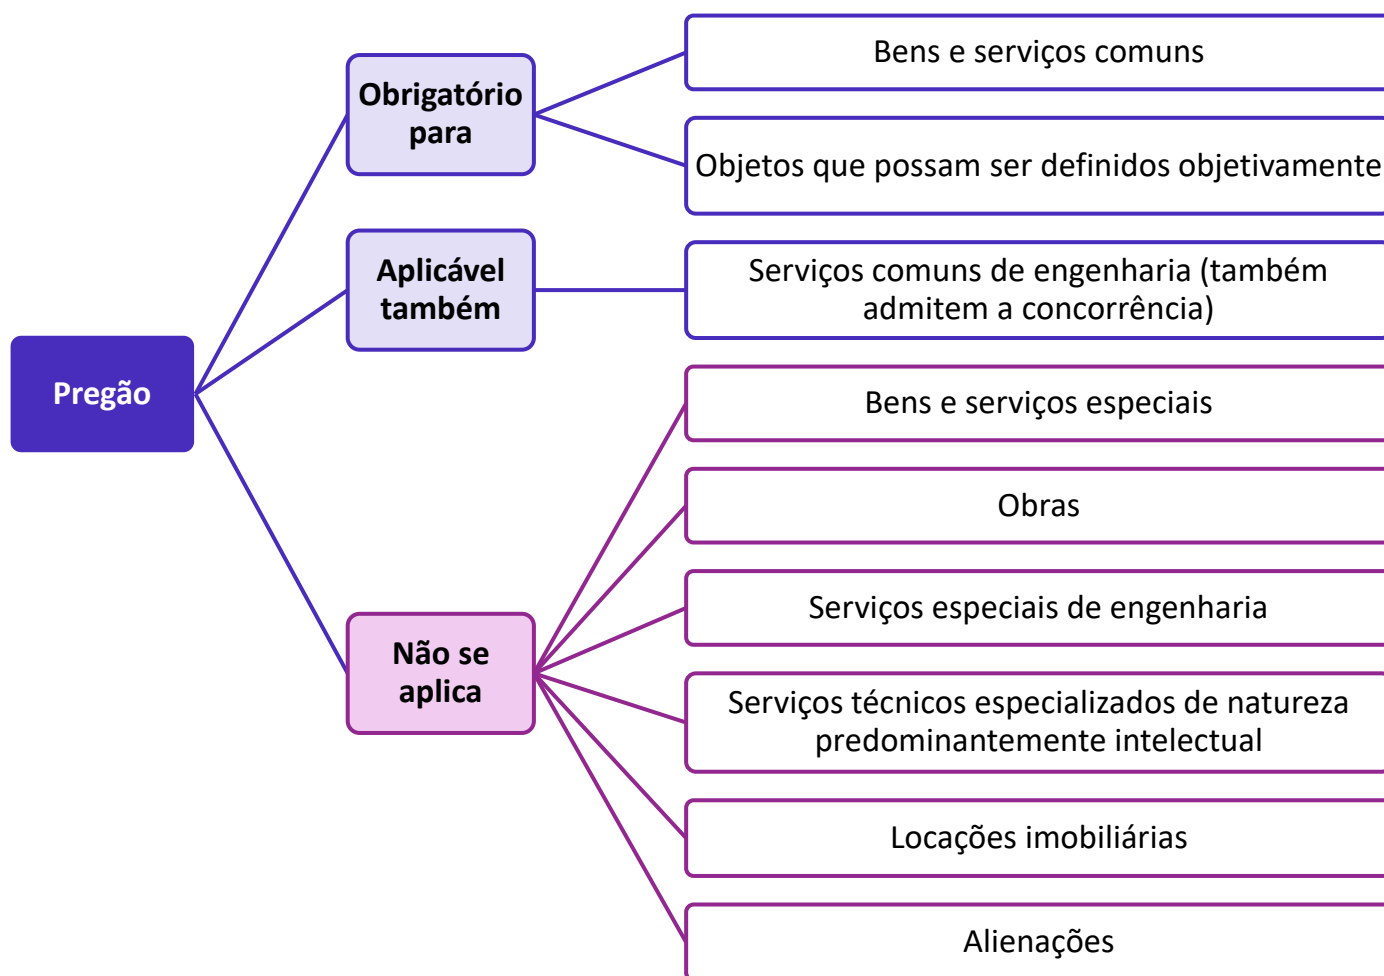 Pregão
Obrigatório
para
Bens e serviços comuns
Objetos que possam ser definidos objetivamente
Aplicável
também
Serviços comuns de engenharia (também
admitem a concorrência)
Não se
aplica
Bens e serviços especiais
Obras
Serviços especiais de engenharia
Serviços técnicos especializados de natureza
predominantemente intelectual
Locações imobiliárias
Alienações